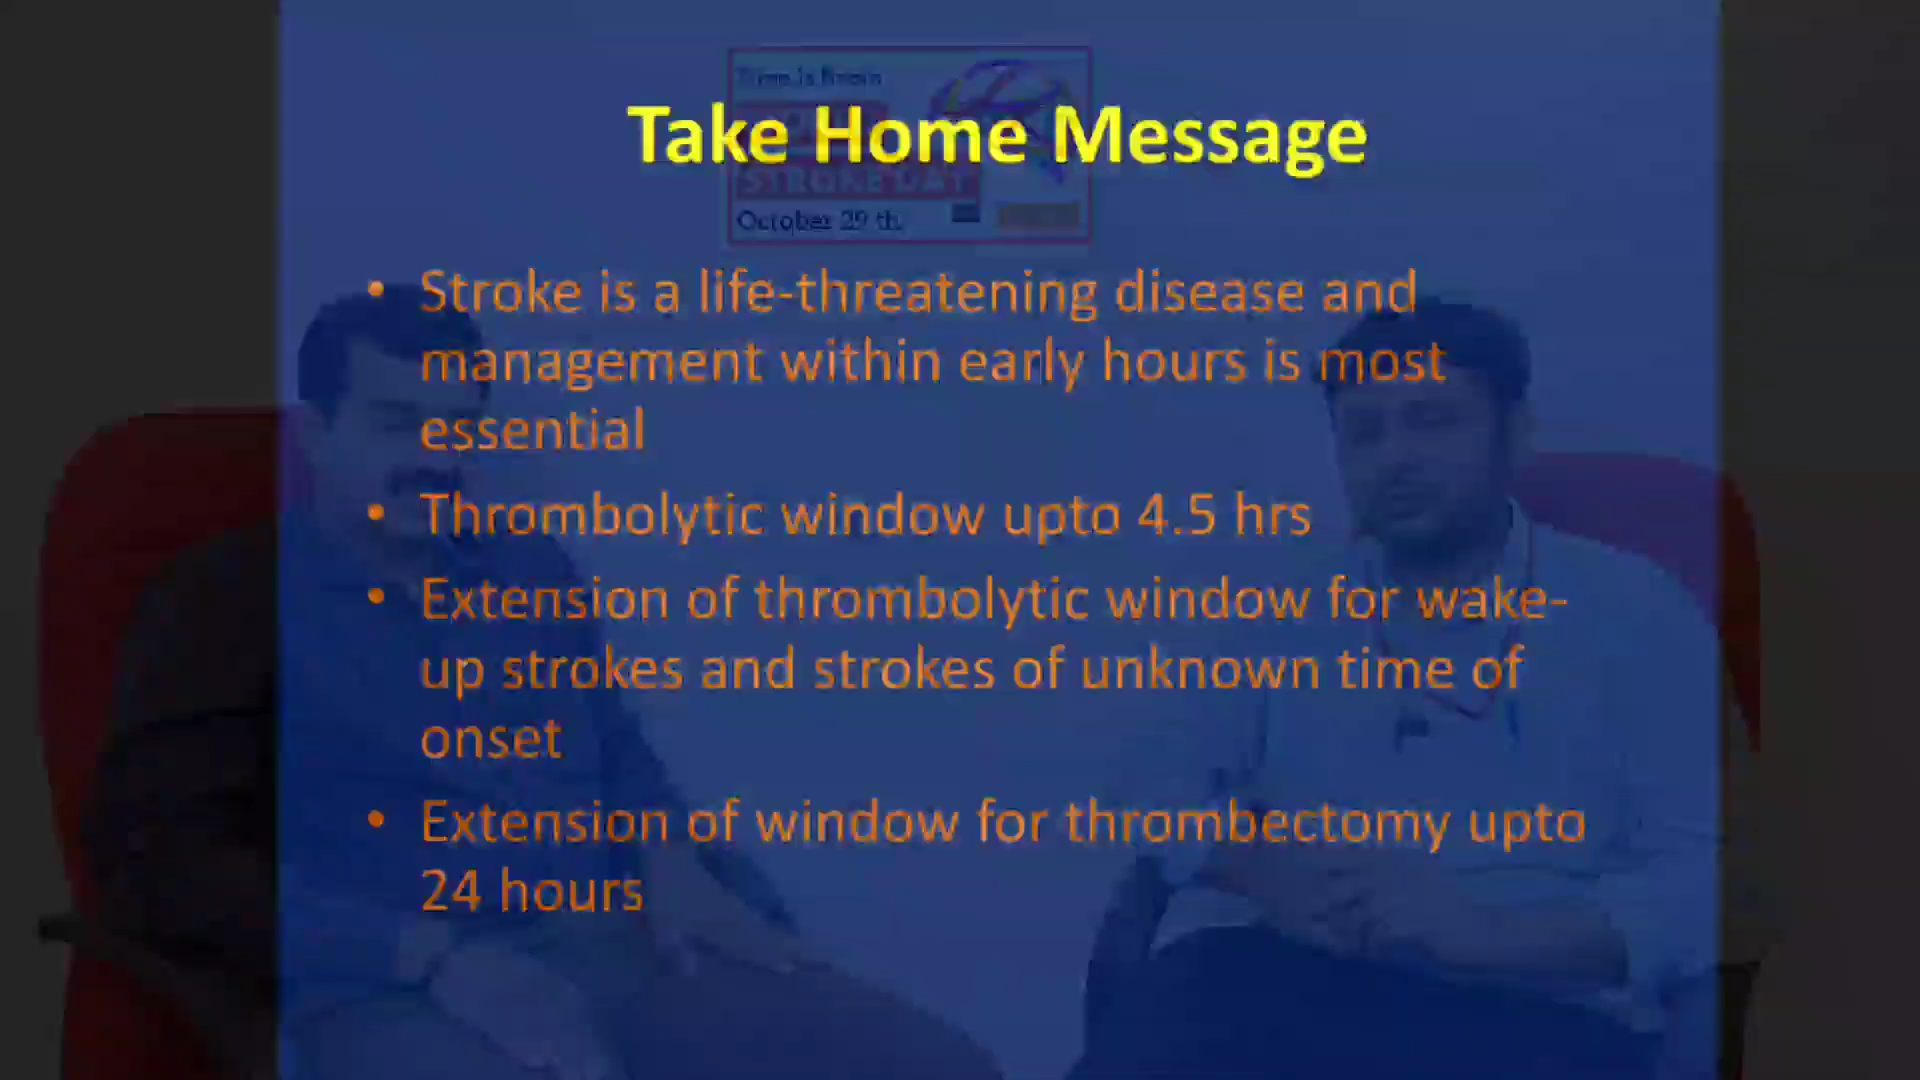 Time is Brain
Take Home Message
STROKE DAY
October 29 th
• Stroke is a life-threatening disease and
management within early hours is most
essential
• Thrombolytic window upto 4.5 hrs
• Extension of thrombolytic window for wake-
up strokes and strokes of unknown time of
onset
• Extension of window for thrombectomy upto
24 hours